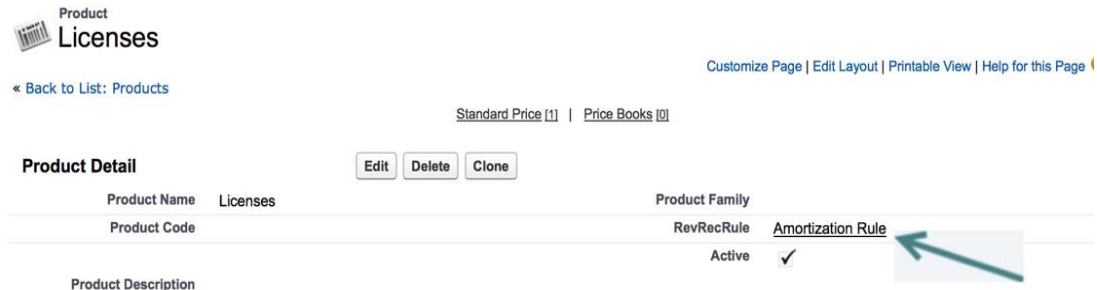 Product
Licenses
Customize Page | Edit Layout | Printable View | Help for this Page
« Back to List: Products
Standard Price [1] | Price Books [0]
Product Detail Edit Delete Clone
Product Name Licenses Product Family
Product Code RevRecRule Amortization Rule
Active ✓
Product Description